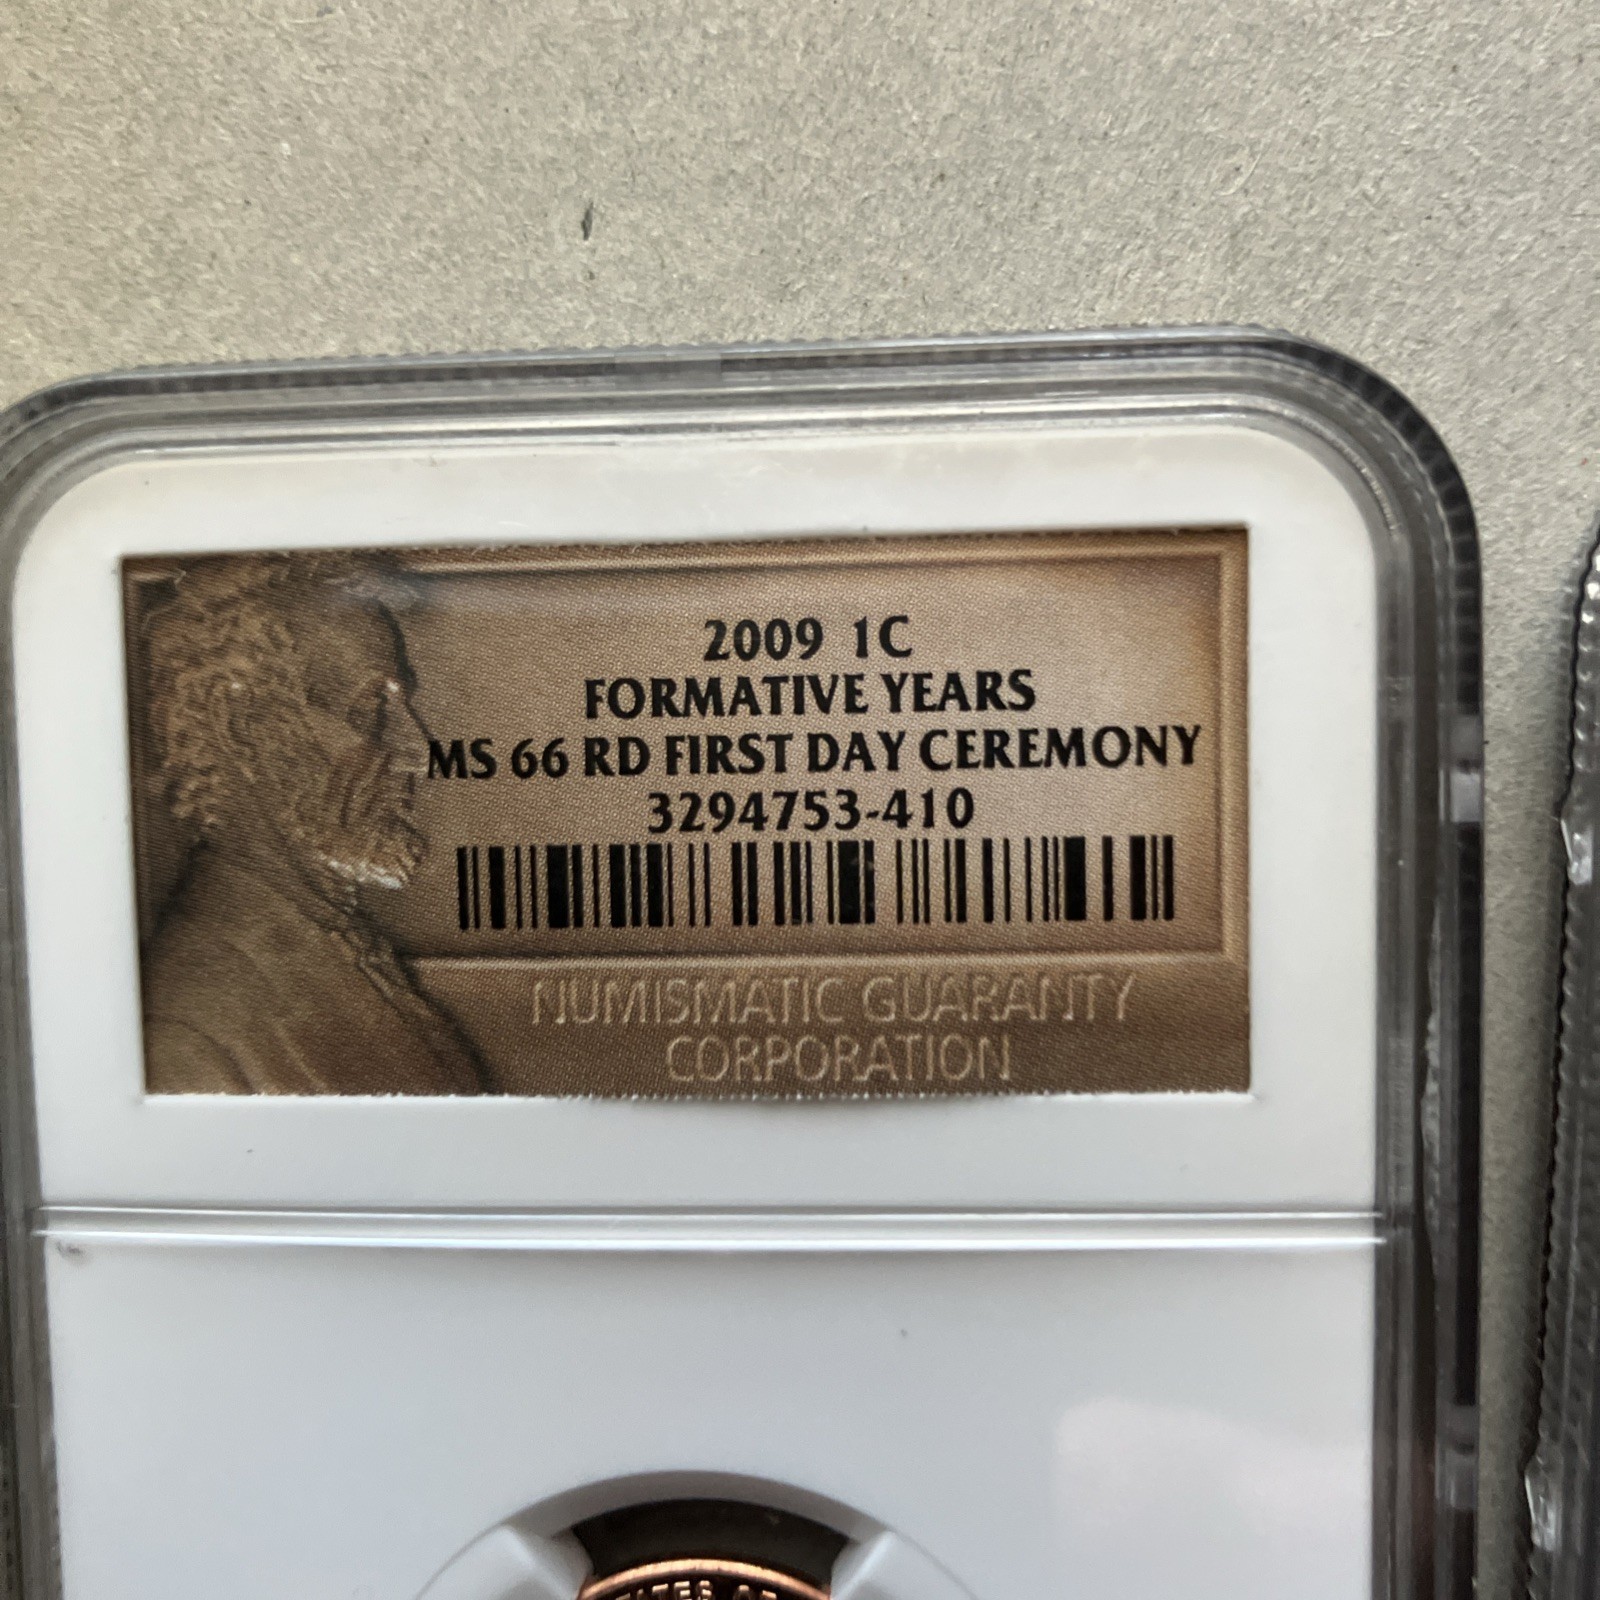 2009 1C
FORMATIVE YEARS
MS 66 RD FIRST DAY CEREMONY
3294753-410
NUMISMATIC GUARANTY
CORPORATION